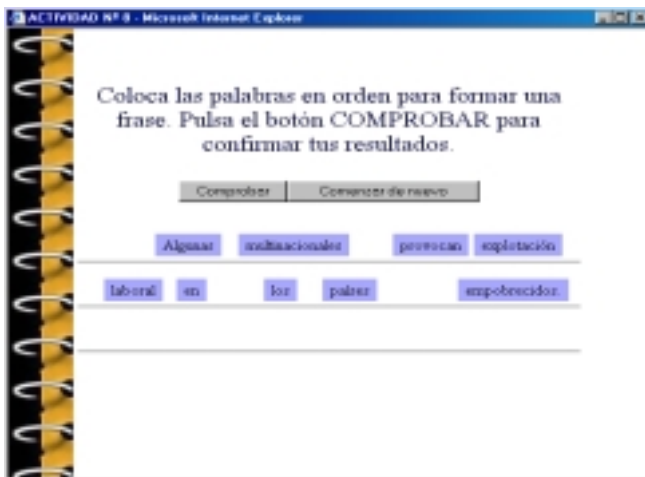 ACTIVIDAD Nº 8 - Microsoft Internet Explorer
Coloca las palabras en orden para formar una
frase. Pulsa el botón COMPROBAR para
confirmar tus resultados.
Comprobar Comenzar de nuevo
Algunas multinacionales provocan explotación
laboral en los países empobrecidos.